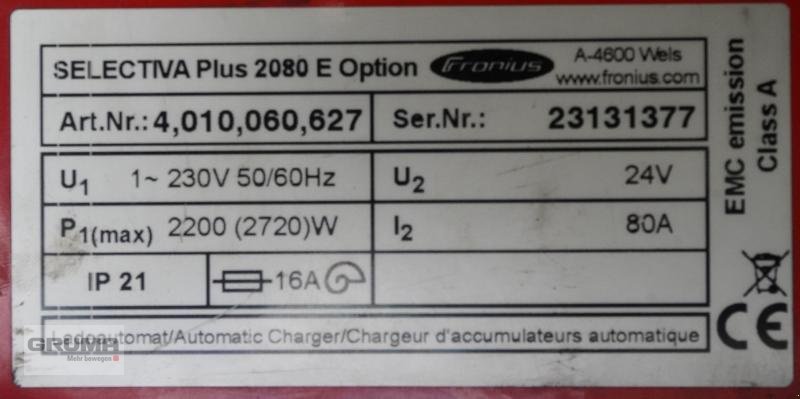 SELECTIVA Plus 2080 E Option Fronius A-4600 Wels
www.fronius.com
Art.Nr.: 4,010,060,627 Ser.Nr.: 23131377
U1 1~ 230V 50/60Hz U2 24V
P1(max) 2200 (2720)W I2 80A
IP 21 16A
Ladeautomat/Automatic Charger/Chargeur d'accumulateurs automatique
EMC emission
Class A
CE
GRUMA
Mehr bewegen